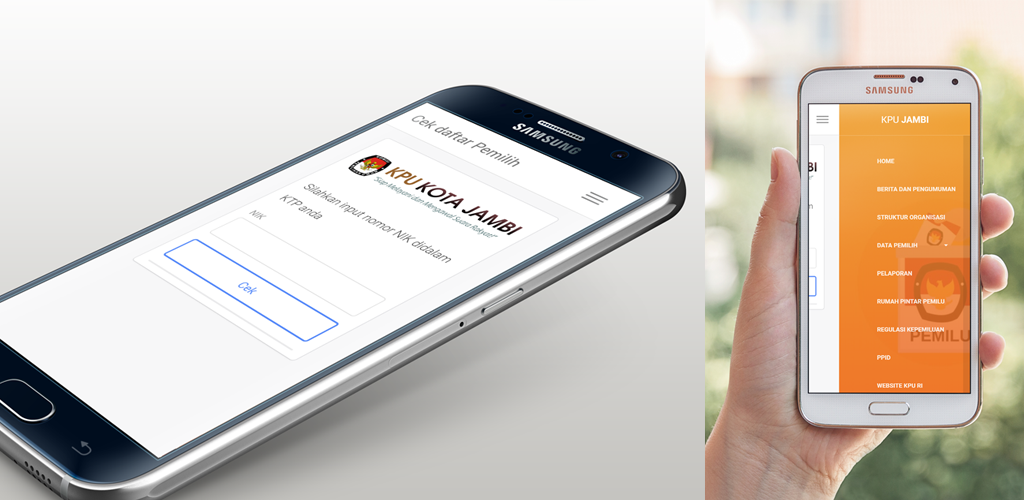 SAMSUNG
Cek daftar Pemilih
KPU KOTA JAMBI
"Siap Melayani dan Mengawal Suara Rakyat!"
Silahkan input nomor NIK didalam
KTP anda
NIK
Cek
SAMSUNG
KPU JAMBI
HOME
BERITA DAN PENGUMUMAN
STRUKTUR ORGANISASI
DATA PEMILIH
PELAPORAN
RUMAH PINTAR PEMILU
REGULASI KEPEMILUAN
PEMILU
PPID
WEBSITE KPU RI
BI